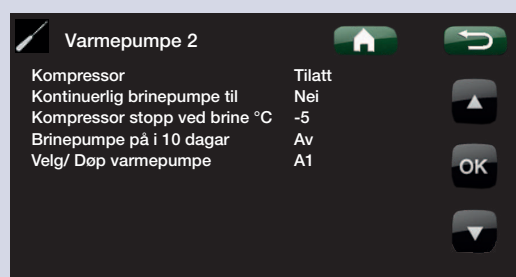 Varmepumpe 2
Kompressor Tilatt
Kontinuerlig brinepumpe til Nei
Kompressor stopp ved brine °C -5
Brinepumpe på i 10 dagar Av
Velg/ Døp varmepumpe A1
OK